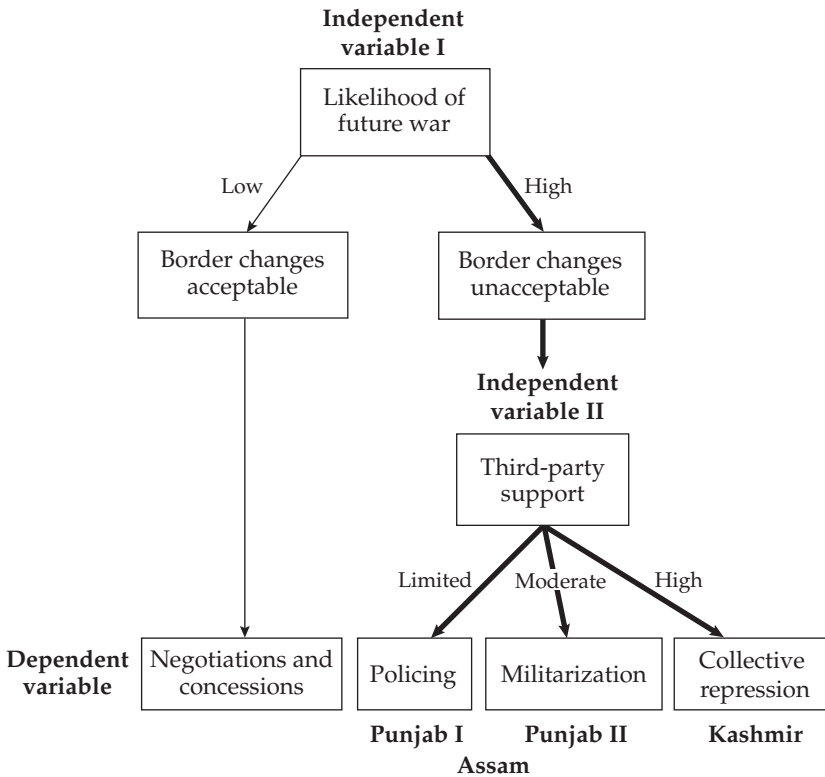 Independent
variable I
Likelihood of
future war
Low
High
Border changes
acceptable
Border changes
unacceptable
Independent
variable II
Third-party
support
Limited
Moderate
High
Dependent
variable
Negotiations and
concessions
Policing
Militarization
Collective
repression
Punjab I
Punjab II
Kashmir
Assam